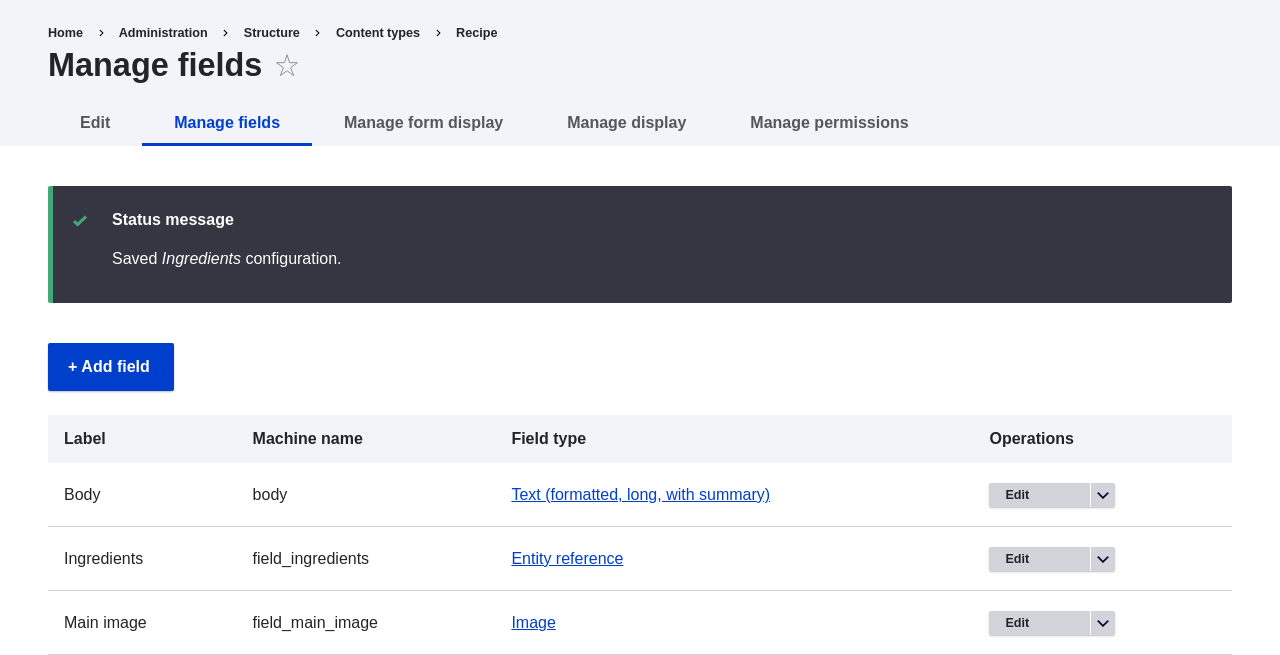 Home > Administration > Structure > Content types > Recipe
Manage fields ☆
Edit Manage fields Manage form display Manage display Manage permissions
Status message
Saved Ingredients configuration.
+ Add field
Label Machine name Field type Operations
Body body Text (formatted, long, with summary) Edit
Ingredients field_ingredients Entity reference Edit
Main image field_main_image Image Edit